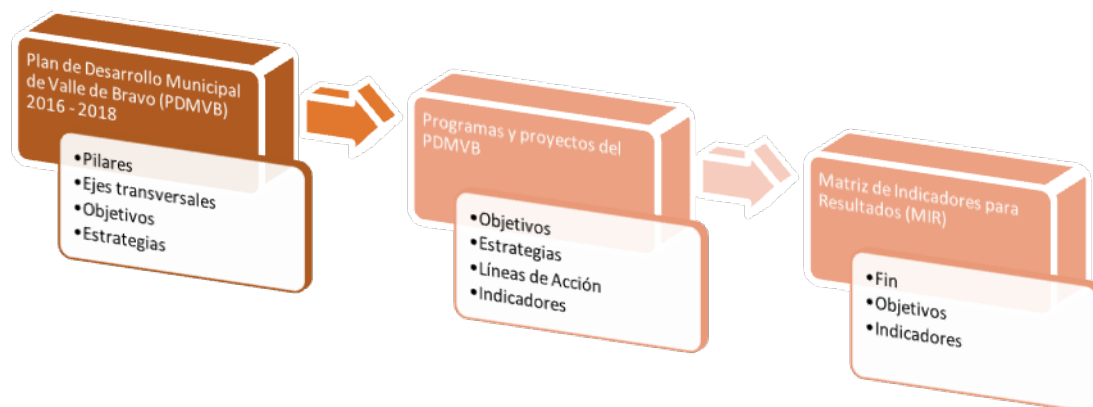 Plan de Desarrollo Municipal
de Valle de Bravo (PDMVB)
2016 - 2018
•Pilares
•Ejes transversales
•Objetivos
•Estrategias
Programas y proyectos del
PDMVB
•Objetivos
•Estrategias
•Líneas de Acción
•Indicadores
Matriz de Indicadores para
Resultados (MIR)
•Fin
•Objetivos
•Indicadores